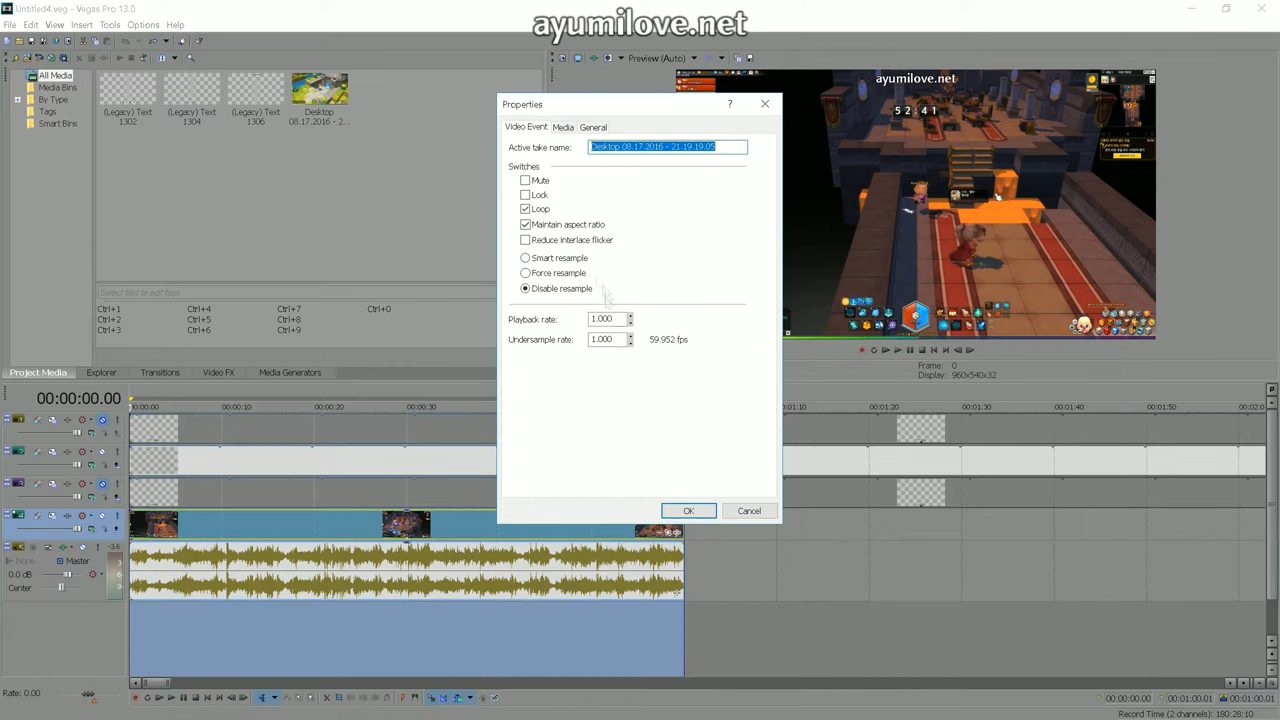 Untitled4.veg - Vegas Pro 13.0
ayumilove.net
File Edit View Insert Tools Options Help
Preview (Auto)
All Media
Media Bins
By Type
Tags
Smart Bins
(Legacy) Text 1302
(Legacy) Text 1304
(Legacy) Text 1306
Desktop 08.17.2016 - 2...
ayumilove.net
52:41
Select files to edit tags
Ctrl+1 Ctrl+4 Ctrl+7 Ctrl+0
Ctrl+2 Ctrl+5 Ctrl+8
Ctrl+3 Ctrl+6 Ctrl+9
Project Media Explorer Transitions Video FX Media Generators
Properties
Video Event Media General
Active take name: Desktop 08.17.2016 - 21.19.19.05
Switches
Mute
Lock
Loop
Maintain aspect ratio
Reduce interlace flicker
Smart resample
Force resample
Disable resample
Playback rate: 1.000
Undersample rate: 1.000 59.952 fps
OK Cancel
Frame: 0
Display: 960x540x32
00:00:00.00
00:00:00 00:00:10 00:00:20 00:00:30 00:01:10 00:01:20 00:01:30 00:01:40 00:01:50 00:02:0
None Master
-3.6
0.0 dB
Center
3
6
9
Rate: 0.00
00:00:00.00 00:01:00.01 00:01:00.01
Record Time (2 channels): 180:28:10